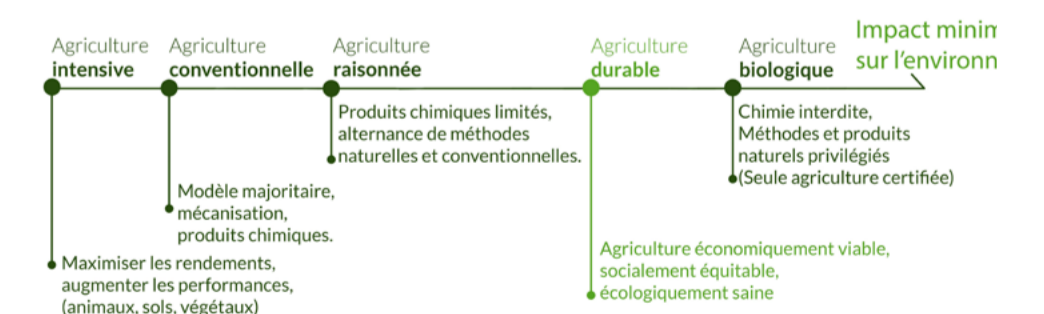 Agriculture
intensive
Agriculture
conventionnelle
Agriculture
raisonnée
Agriculture
durable
Agriculture
biologique
Impact minim
sur l'environn
Produits chimiques limités,
alternance de méthodes
naturelles et conventionnelles.
Chimie interdite,
Méthodes et produits
naturels privilégiés
(Seule agriculture certifiée)
Modèle majoritaire,
mécanisation,
produits chimiques.
Agriculture économiquement viable,
socialement équitable,
écologiquement saine
Maximiser les rendements,
augmenter les performances,
(animaux, sols, végétaux)